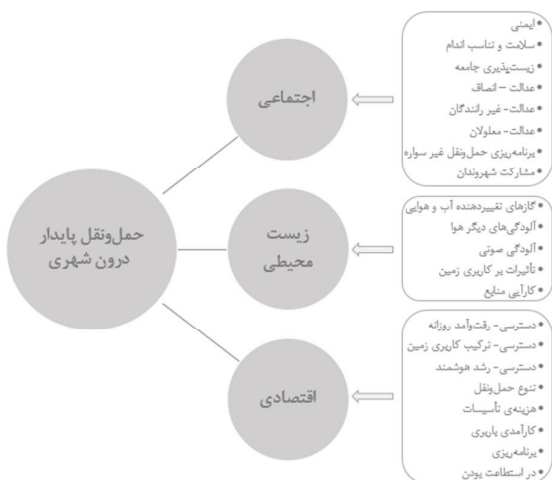 • ایمنی
• سلامت و تناسب اندام
• زیست‌پذیری جامعه
• عدالت – انصاف
• عدالت- غیر رانندگان
• عدالت- معلولان
• برنامه‌ریزی حمل‌ونقل غیر سواره
• مشارکت شهروندان
اجتماعی
حمل‌ونقل پایدار
درون شهری
• گازهای تغییردهنده آب و هوایی
• آلودگی‌های دیگر هوا
• آلودگی صوتی
• تأثیرات بر کاربری زمین
• کارآیی منابع
زیست
محیطی
• دسترسی- رفت‌وآمد روزانه
• دسترسی- ترکیب کاربری زمین
• دسترسی- رشد هوشمند
• تنوع حمل‌ونقل
• هزینه‌ی تأسیسات
• کارآمدی باربری
• برنامه‌ریزی
• در استطاعت بودن
اقتصادی